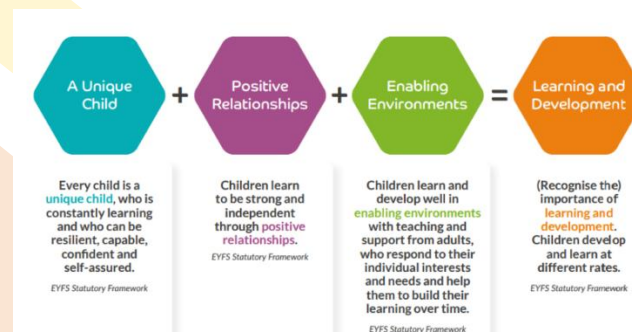 A Unique
Child
+
Positive
Relationships
+
Enabling
Environments
=
Learning and
Development
Every child is a
unique child, who is
constantly learning
and who can be
resilient, capable,
confident and
self-assured.
EYFS Statutory Framework
Children learn
to be strong and
independent
through positive
relationships.
EYFS Statutory Framework
Children learn and
develop well in
enabling environments
with teaching and
support from adults,
who respond to their
individual interests
and needs and help
them to build their
learning over time.
EYFS Statutory Framework
(Recognise the)
importance of
learning and
development.
Children develop
and learn at
different rates.
EYFS Statutory Framework